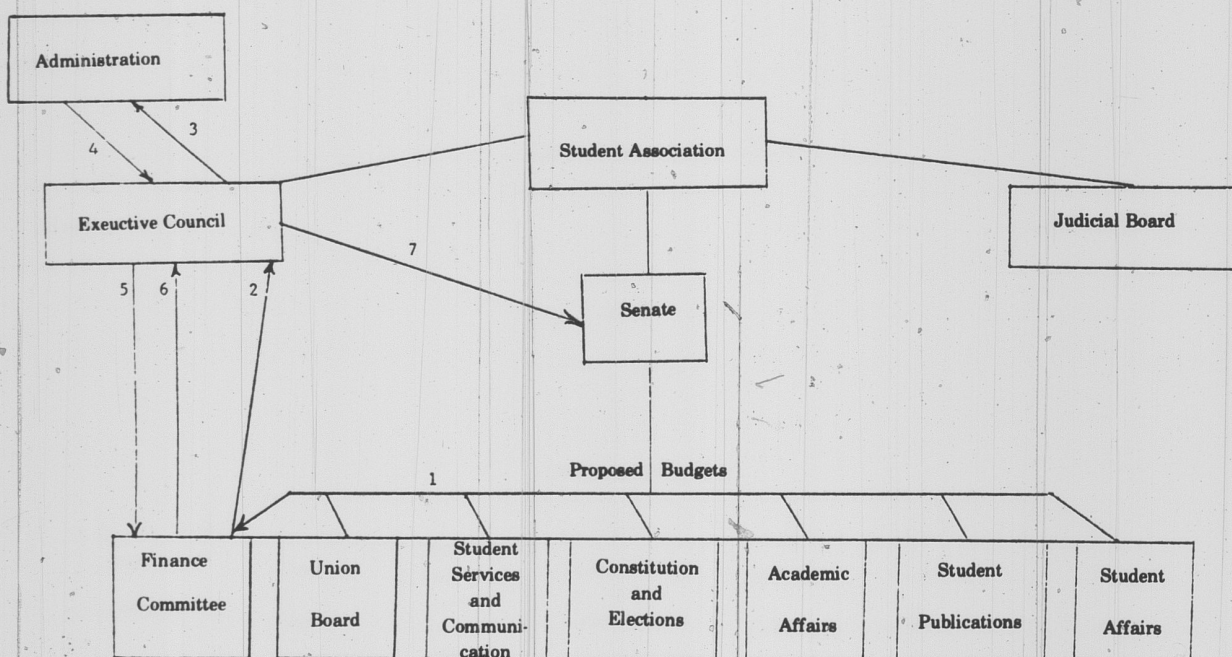 Administration
3
4
Student Association
Exeuctive Council
Judicial Board
7
5 6 2
Senate
Proposed Budgets
1
Finance
Committee
Union
Board
Student
Services
and
Communi-
cation
Constitution
and
Elections
Academic
Affairs
Student
Publications
Student
Affairs